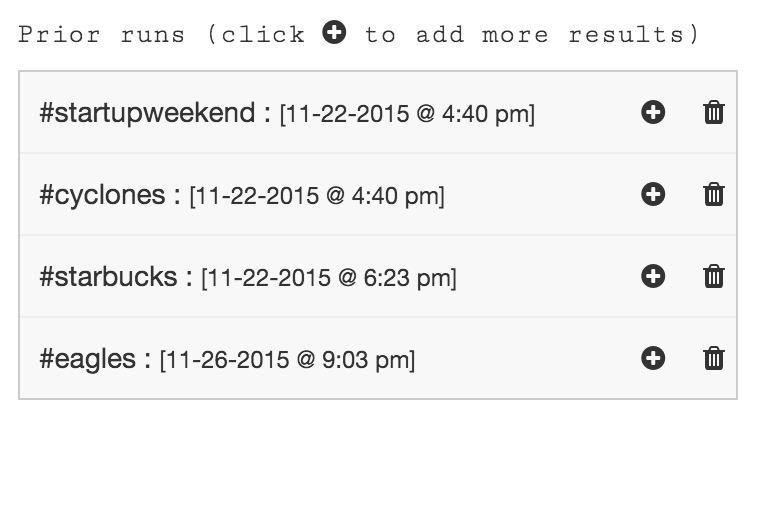 Prior runs (click to add more results)
#startupweekend : [11-22-2015 @ 4:40 pm]
#cyclones : [11-22-2015 @ 4:40 pm]
#starbucks : [11-22-2015 @ 6:23 pm]
#eagles : [11-26-2015 @ 9:03 pm]